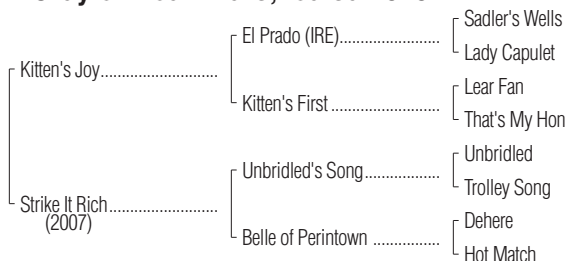 Sadler's Wells
El Prado (IRE)
Lady Capulet
Kitten's Joy
Lear Fan
Kitten's First
That's My Hon
Unbridled
Unbridled's Song
Trolley Song
Strike It Rich
(2007)
Dehere
Belle of Perintown
Hot Match